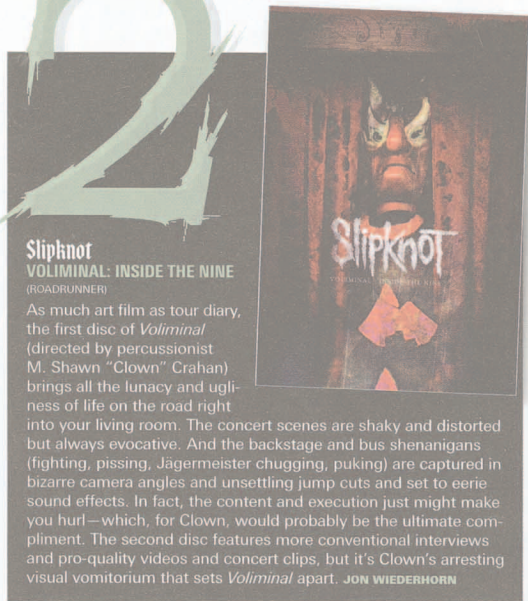 2
Slipknot
VOLIMINAL: INSIDE THE NINE
Slipknot
VOLIMINAL: INSIDE THE NINE
(ROADRUNNER)
As much art film as tour diary,
the first disc of Voliminal
(directed by percussionist
M. Shawn "Clown" Crahan)
brings all the lunacy and ugli-
ness of life on the road right
into your living room. The concert scenes are shaky and distorted
but always evocative. And the backstage and bus shenanigans
(fighting, pissing, Jägermeister chugging, puking) are captured in
bizarre camera angles and unsettling jump cuts and set to eerie
sound effects. In fact, the content and execution just might make
you hurl—which, for Clown, would probably be the ultimate com-
pliment. The second disc features more conventional interviews
and pro-quality videos and concert clips, but it's Clown's arresting
visual vomitorium that sets Voliminal apart. JON WIEDERHORN